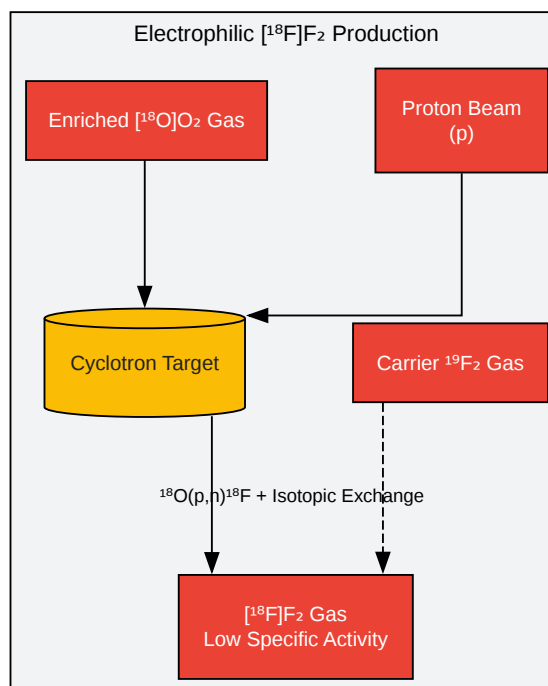 Electrophilic [¹⁸F]F₂ Production
Enriched [¹⁸O]O₂ Gas
Proton Beam
(p)
Cyclotron Target
Carrier ¹⁹F₂ Gas
¹⁸O(p,n)¹⁸F + Isotopic Exchange
[¹⁸F]F₂ Gas
Low Specific Activity